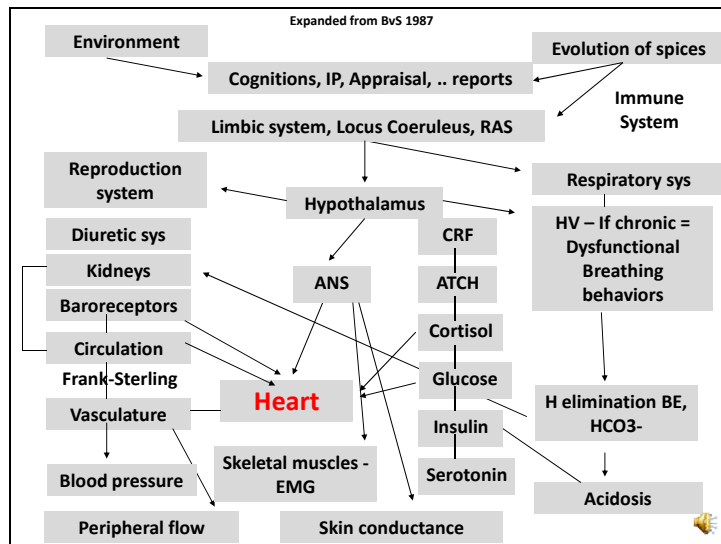 Expanded from BvS 1987
Environment
Evolution of spices
Cognitions, IP, Appraisal, .. reports
Immune
System
Limbic system, Locus Coeruleus, RAS
Reproduction
system
Respiratory sys
Hypothalamus
HV – If chronic =
Dysfunctional
Breathing
behaviors
Diuretic sys
CRF
Kidneys
ANS
ATCH
Baroreceptors
Cortisol
Circulation
Frank-Sterling
Glucose
Heart
Vasculature
H elimination BE,
HCO3-
Insulin
Skeletal muscles -
EMG
Serotonin
Blood pressure
Acidosis
Peripheral flow
Skin conductance